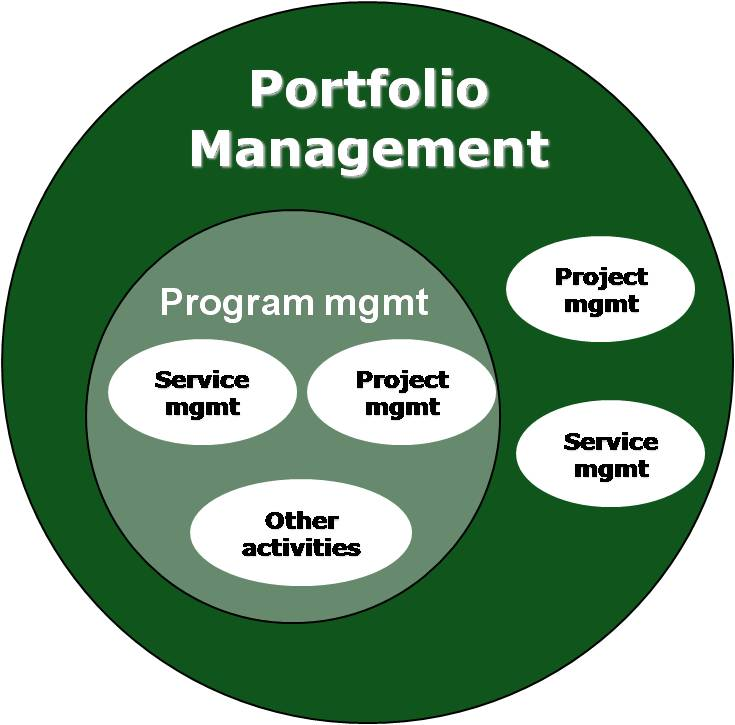 Portfolio
Management
Program mgmt
Service
mgmt
Project
mgmt
Other
activities
Project
mgmt
Service
mgmt